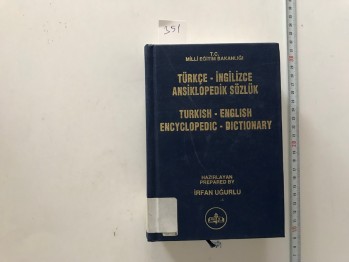 351
T.C.
MİLLİ EĞİTİM BAKANLIĞI
TÜRKÇE - İNGİLİZCE
ANSİKLOPEDİK SÖZLÜK
TURKISH - ENGLISH
ENCYCLOPEDIC - DICTIONARY
HAZIRLAYAN
PREPARED BY
İRFAN UĞURLU